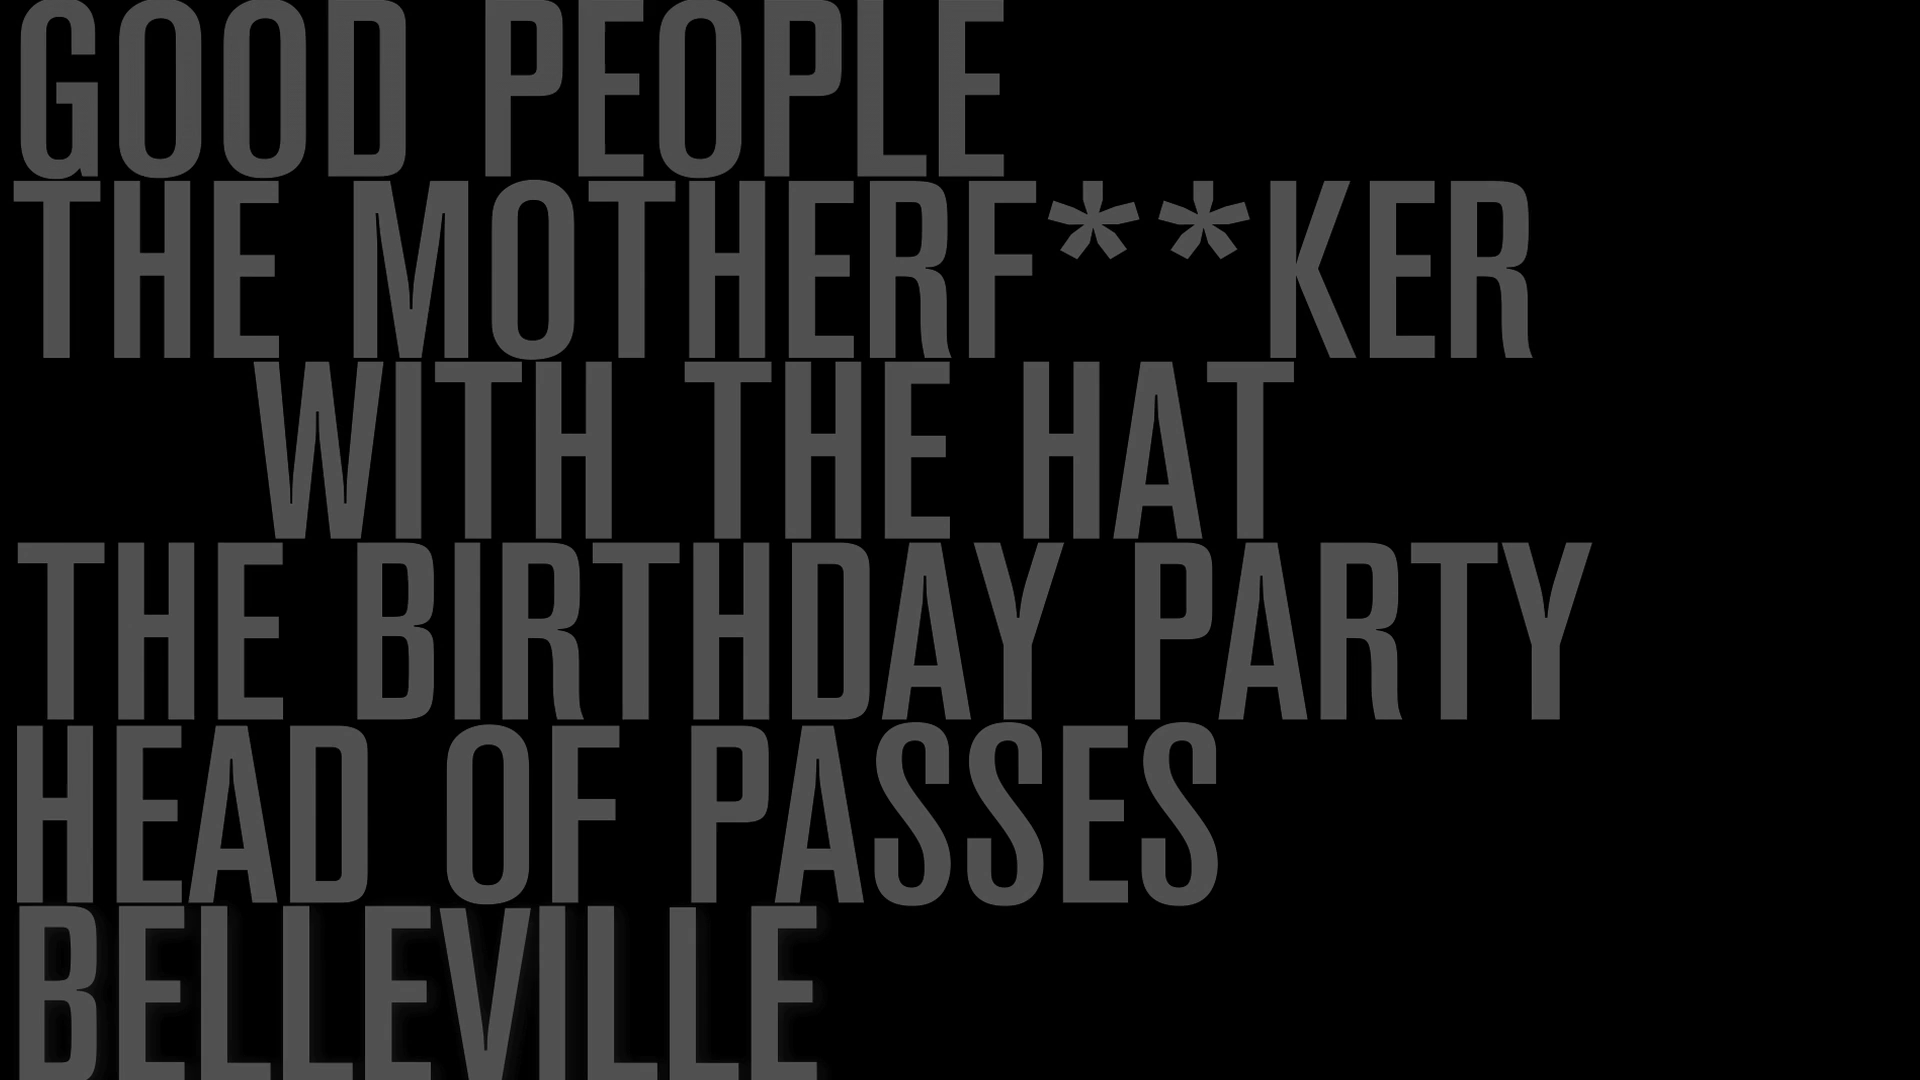 GOOD PEOPLE
THE MOTHERF**KER
WITH THE HAT
THE BIRTHDAY PARTY
HEAD OF PASSES
BELLEVILLE